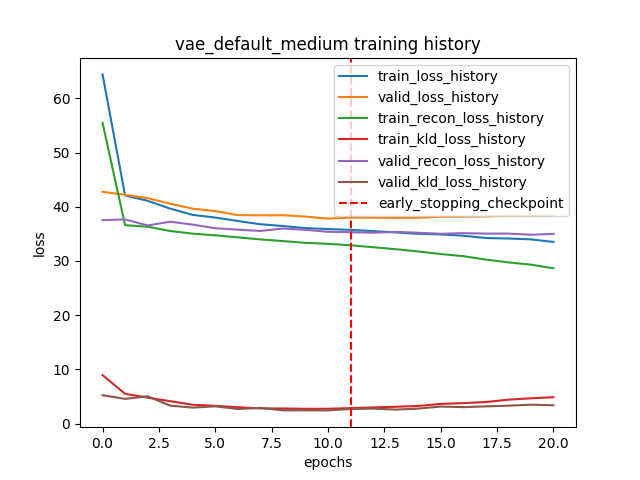 vae_default_medium training history
train_loss_history
valid_loss_history
train_recon_loss_history
train_kld_loss_history
valid_recon_loss_history
valid_kld_loss_history
early_stopping_checkpoint
60
50
40
30
20
10
0
loss
0.0 2.5 5.0 7.5 10.0 12.5 15.0 17.5 20.0
epochs